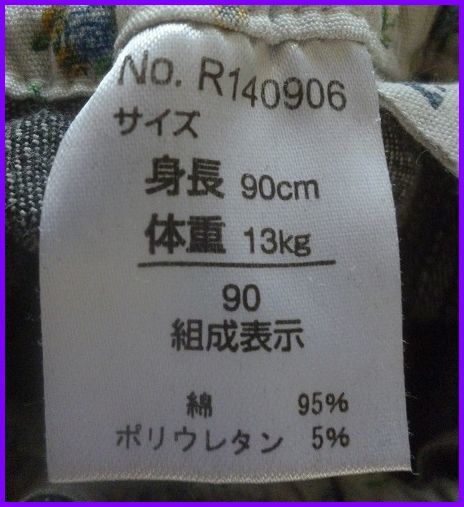 No. R140906
サイズ
身長 90cm
体重 13kg
90
組成表示
綿 95%
ポリウレタン 5%